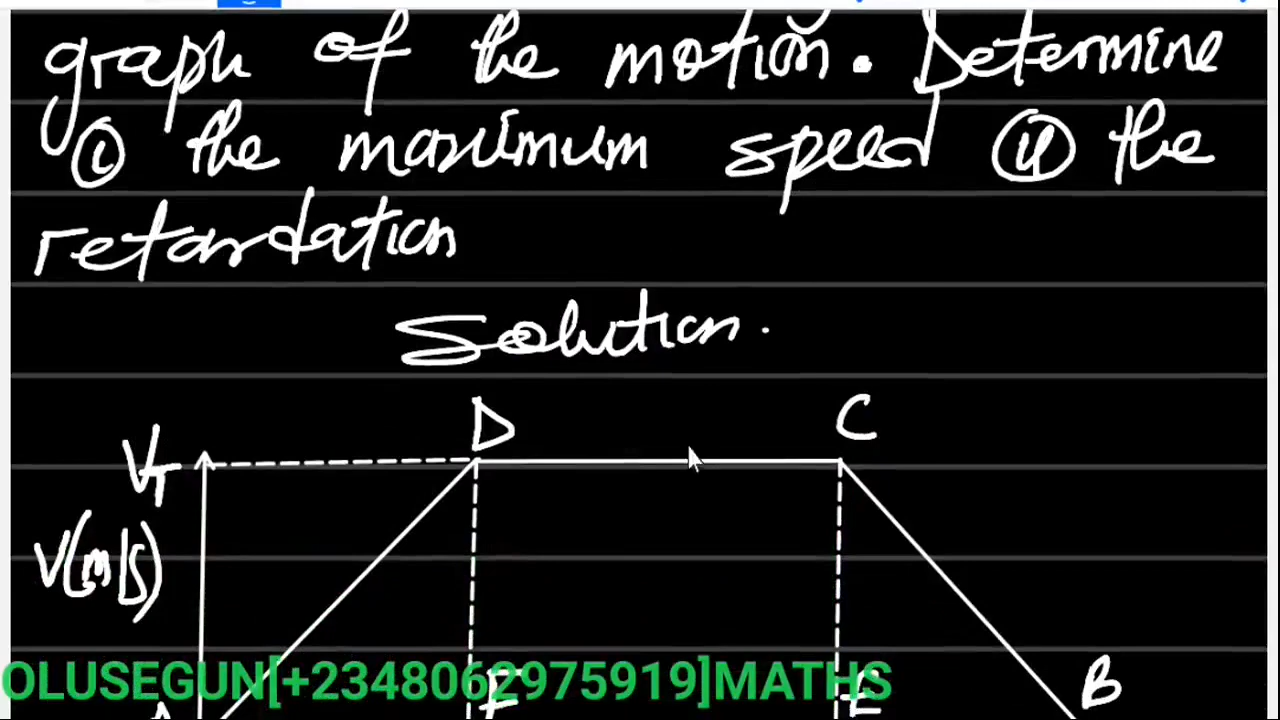 graph of the motion. Determine
(i) the maximum speed (ii) the
retardation
Solution.
D
C
VT
V(m/s)
OLUSEGUN[+2348062975919]MATHS
F
E
B
A